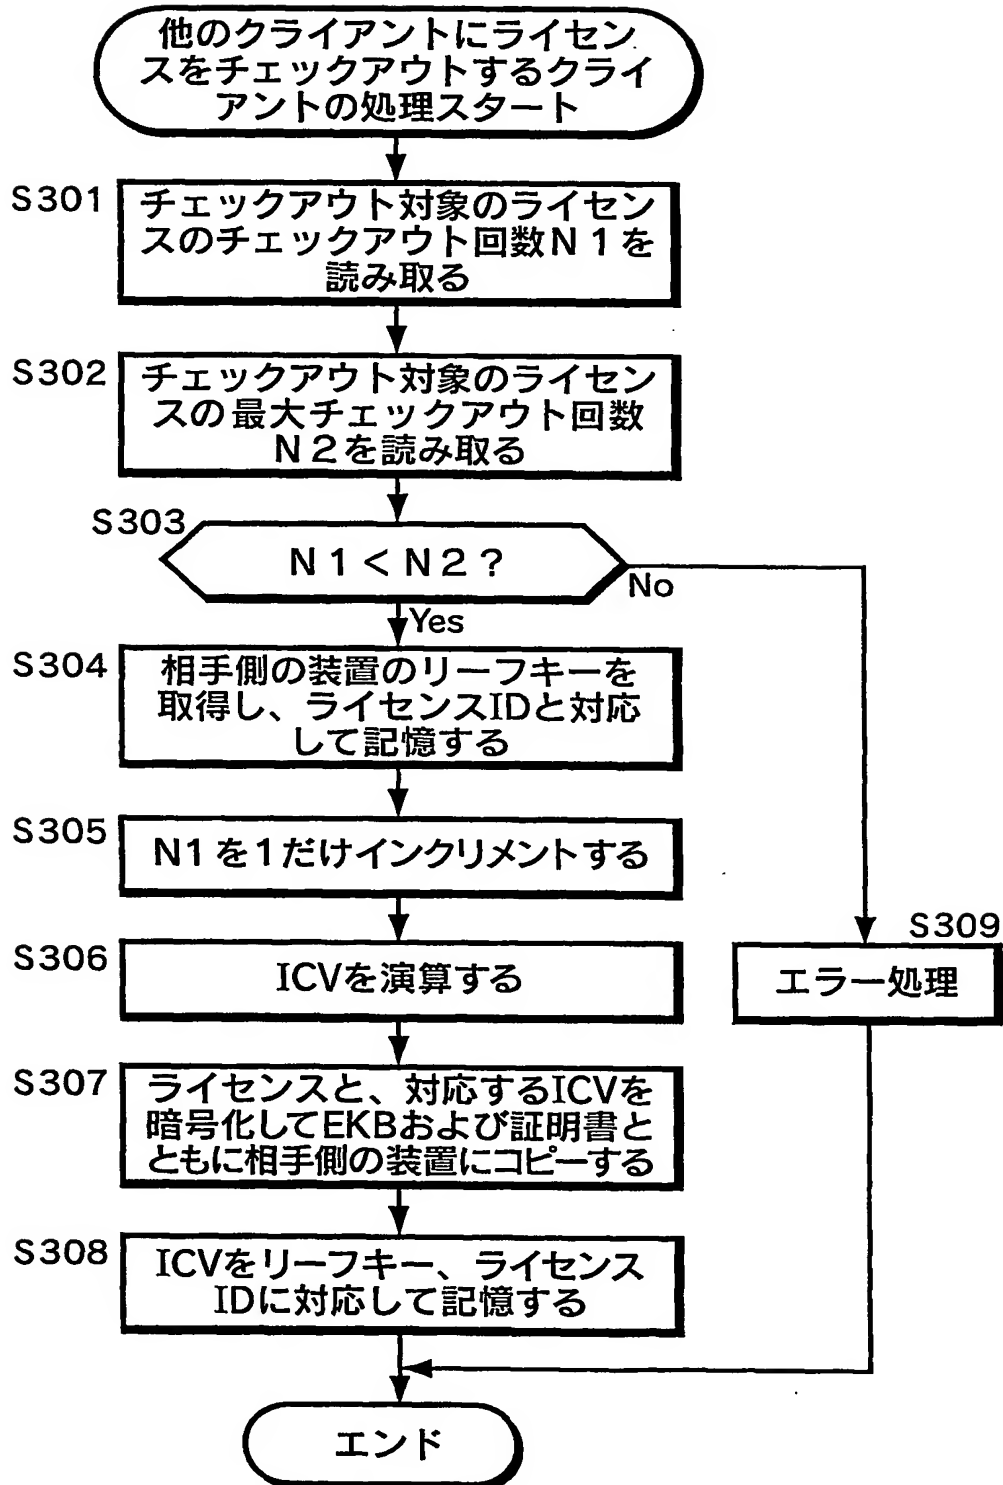 他のクライアントにライセン
スをチェックアウトするクライ
アントの処理スタート
S301
チェックアウト対象のライセン
スのチェックアウト回数N1を
読み取る
S302
チェックアウト対象のライセン
スの最大チェックアウト回数
N2を読み取る
S303
N1<N2?
No
Yes
S304
相手側の装置のリーフキーを
取得し、ライセンスIDと対応
して記憶する
S305
N1を1だけインクリメントする
S306
ICVを演算する
S309
エラー処理
S307
ライセンスと、対応するICVを
暗号化してEKBおよび証明書と
ともに相手側の装置にコピーする
S308
ICVをリーフキー、ライセンス
IDに対応して記憶する
エンド